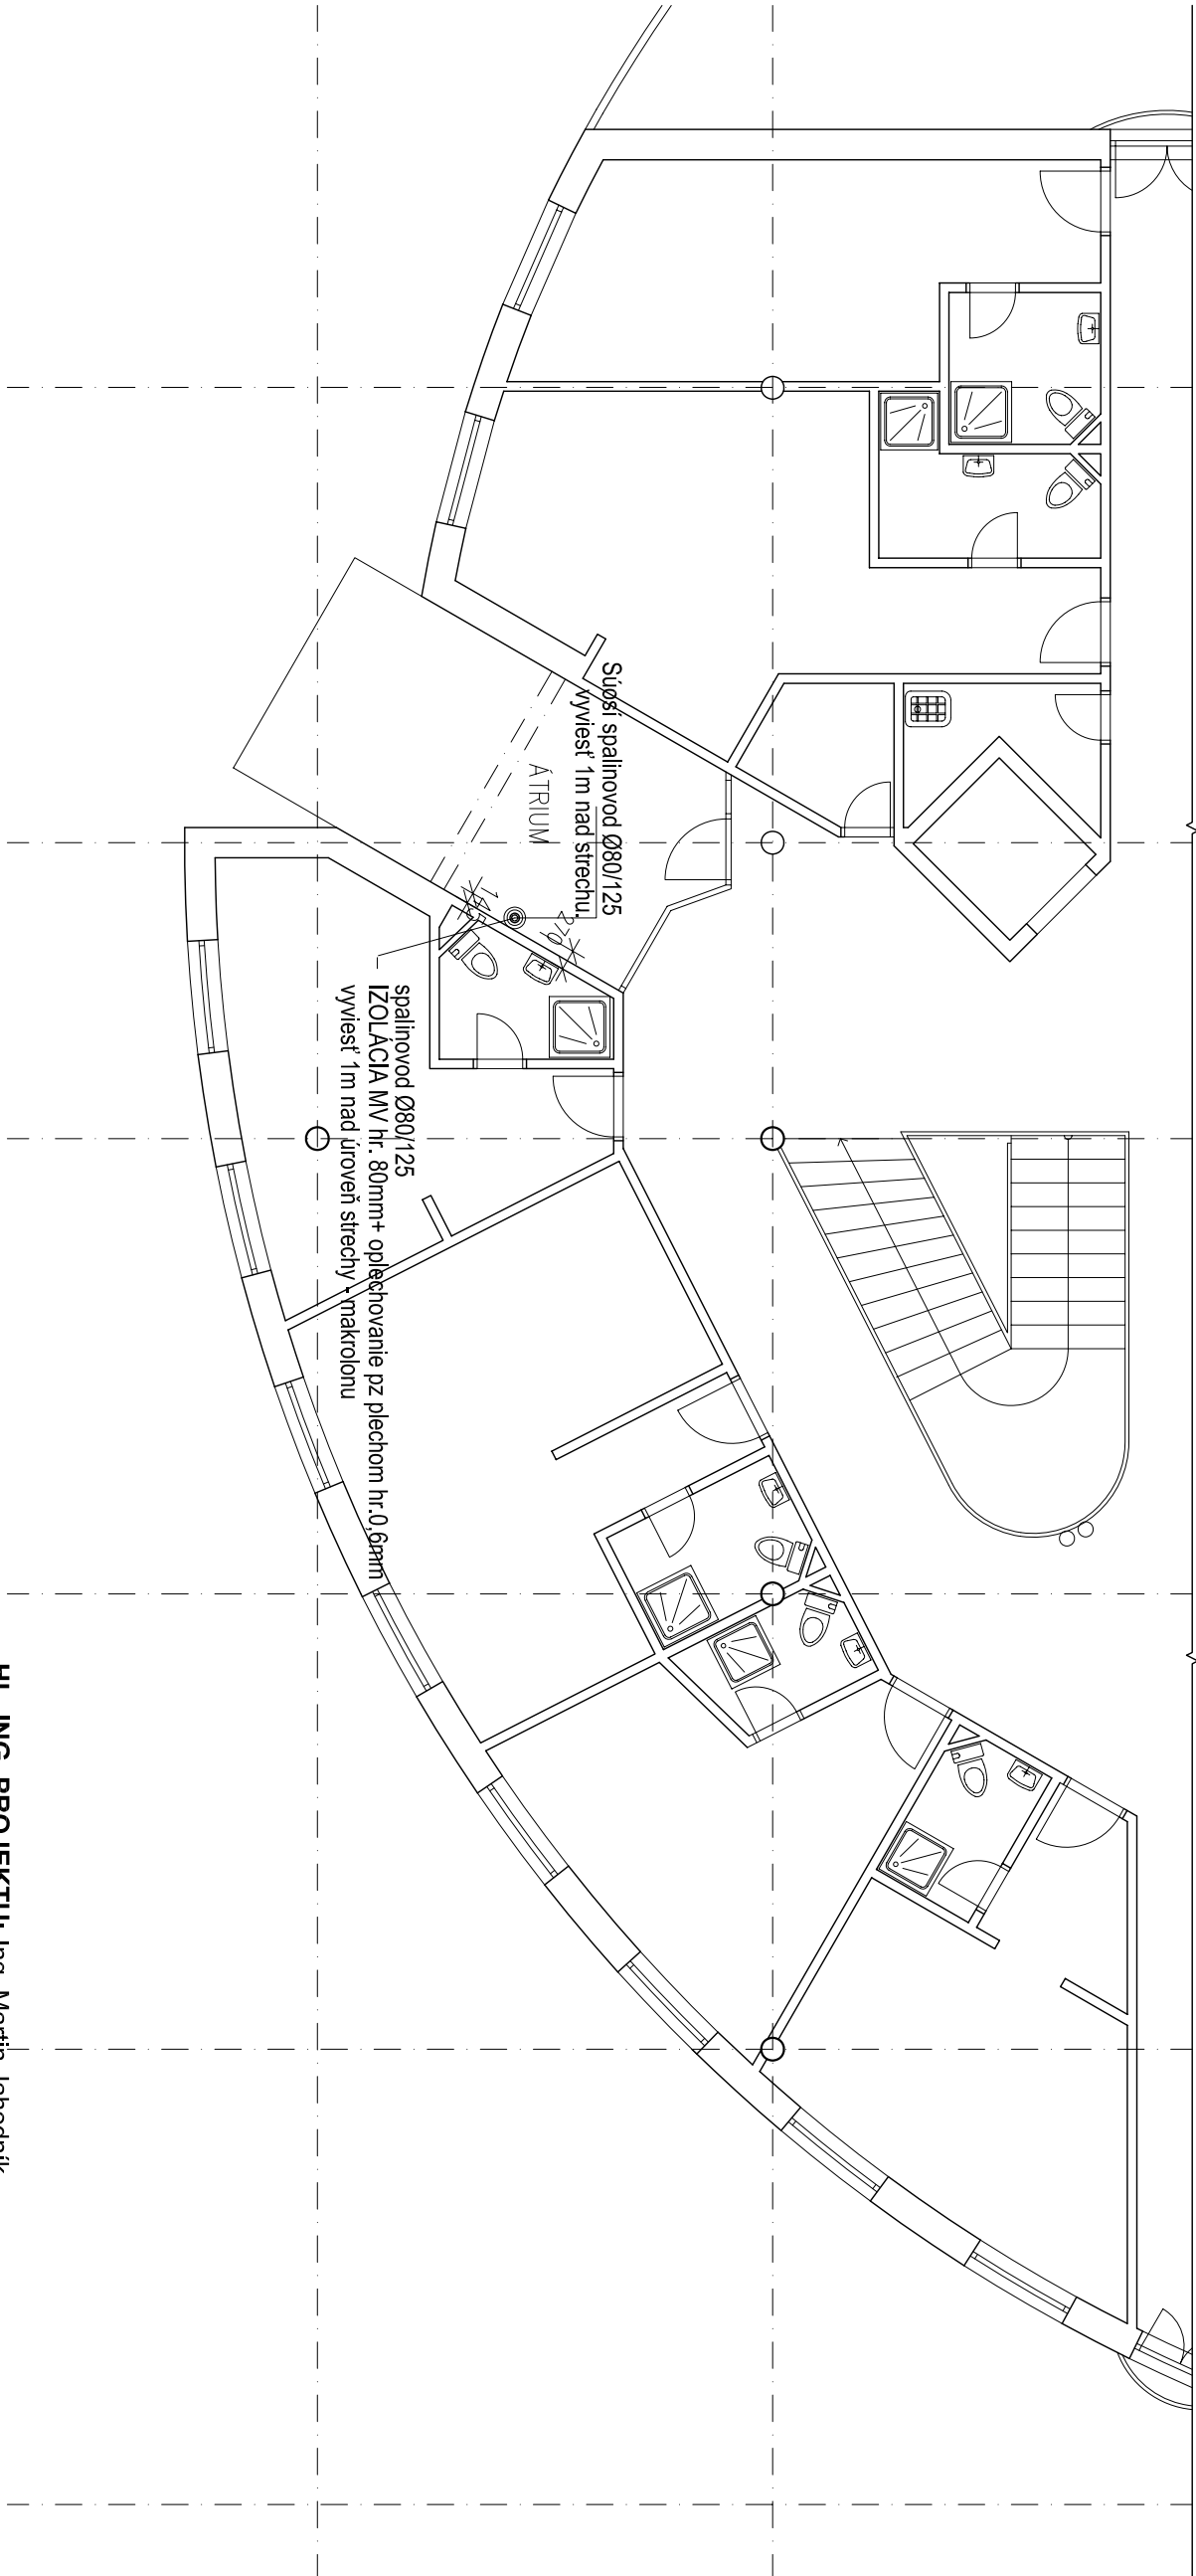 Súosí spalinovod Ø80/125
vyviesť 1m nad strechu.
ÁTRIUM
270
spalinovod Ø80/125
IZOLÁCIA MV hr. 80mm+ oplechovanie pz plechom hr.0,6mm
vyviesť 1m nad úroveň strechy - makrolonu
HL. ING. PROJEKTU: Ing. Martin Jahodník